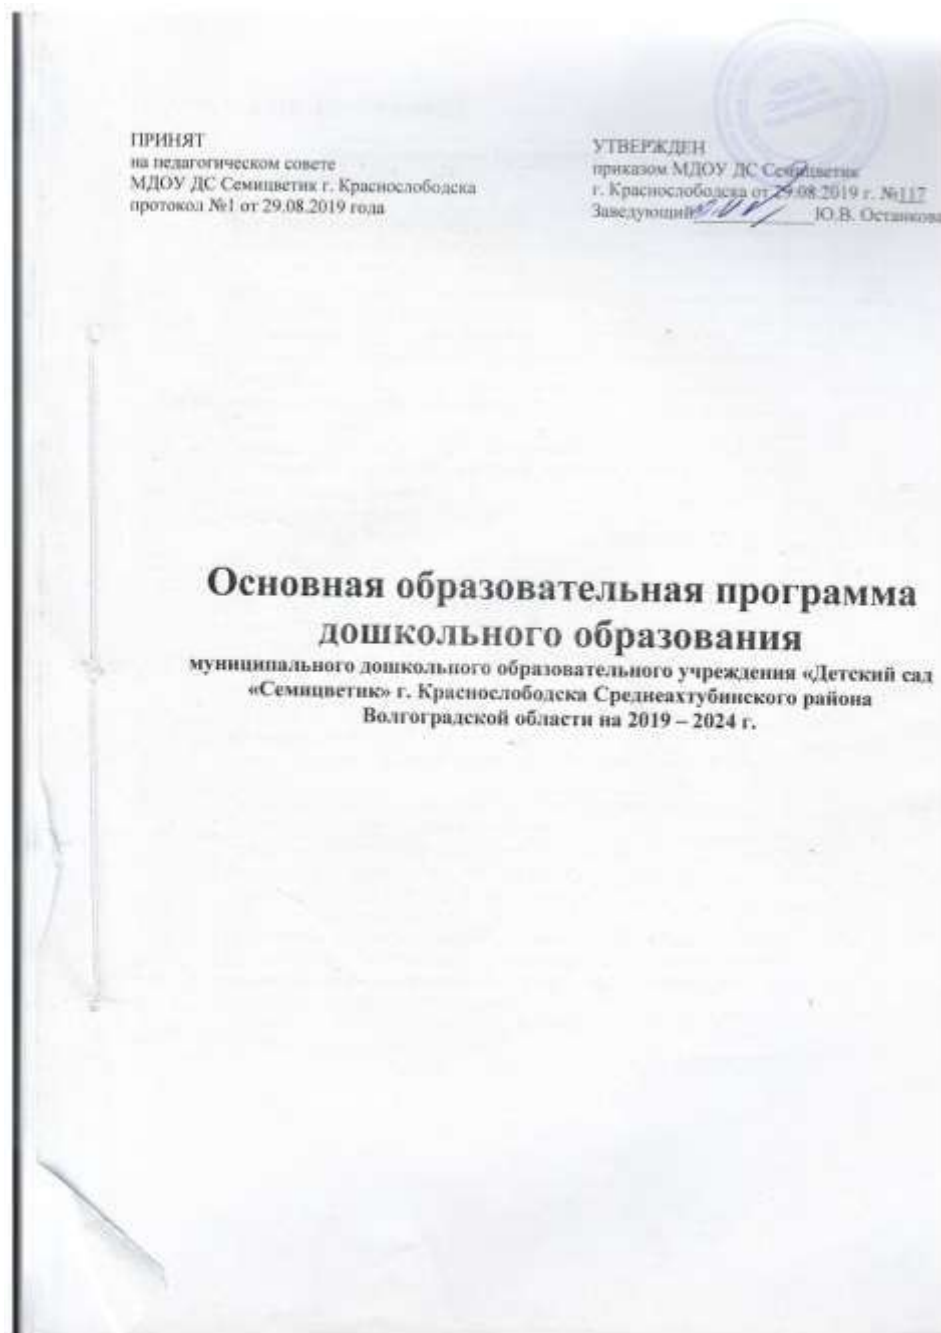 ПРИНЯТ
на педагогическом совете
МДОУ ДС Семицветик г. Краснослободска
протокол №1 от 29.08.2019 года
УТВЕРЖДЕН
приказом МДОУ ДС Семицветик
г. Краснослободска от 29.08.2019 г. №117
Заведующий Ю.В. Останкова
Основная образовательная программа
дошкольного образования
муниципального дошкольного образовательного учреждения «Детский сад
«Семицветик» г. Краснослободска Среднеахтубинского района
Волгоградской области на 2019 – 2024 г.